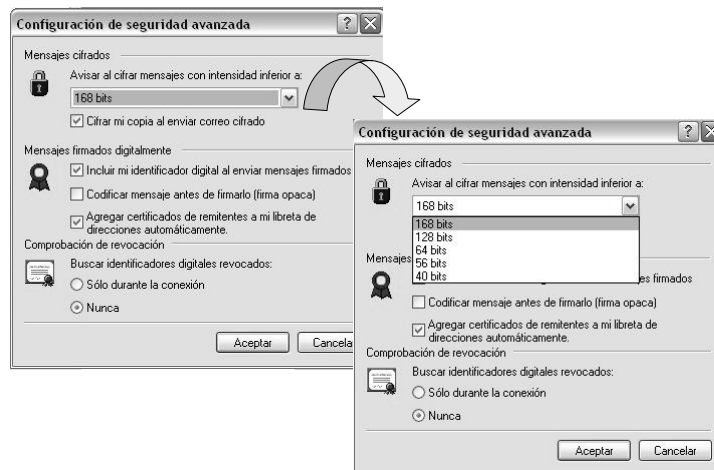 Configuración de seguridad avanzada
Mensajes cifrados
Avisar al cifrar mensajes con intensidad inferior a:
168 bits
Cifrar mi copia al enviar correo cifrado
Mensajes firmados digitalmente
Incluir mi identificador digital al enviar mensajes firmados
Codificar mensaje antes de firmarlo (firma opaca)
Agregar certificados de remitentes a mi libreta de
direcciones automáticamente.
Comprobación de revocación
Buscar identificadores digitales revocados:
Sólo durante la conexión
Nunca
Aceptar
Cancela
Configuración de seguridad avanzada
Mensajes cifrados
Avisar al cifrar mensajes con intensidad inferior a:
168 bits
168 bits
128 bits
64 bits
56 bits
40 bits
Mensajes
es firmados
Codificar mensaje antes de firmarlo (firma opaca)
Agregar certificados de remitentes a mi libreta de
direcciones automáticamente.
Comprobación de revocación
Buscar identificadores digitales revocados:
Sólo durante la conexión
Nunca
Aceptar
Cancelar